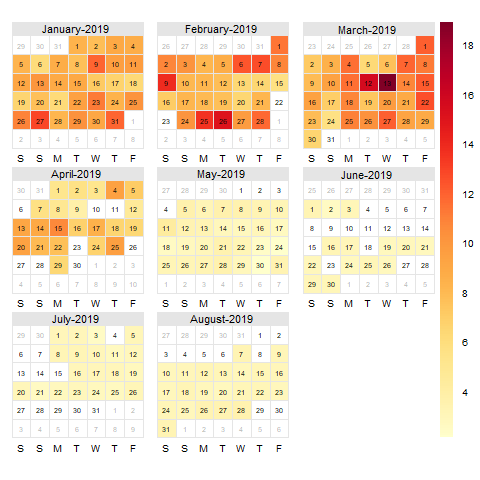 January-2019
29 30 31 1 2 3 4
5 6 7 8 9 10 11
12 13 14 15 16 17 18
19 20 21 22 23 24 25
26 27 28 29 30 31 1
2 3 4 5 6 7 8
S S M T W T F
February-2019
26 27 28 29 30 31 1
2 3 4 5 6 7 8
9 10 11 12 13 14 15
16 17 18 19 20 21 22
23 24 25 26 27 28 1
2 3 4 5 6 7 8
S S M T W T F
March-2019
23 24 25 26 27 28 1
2 3 4 5 6 7 8
9 10 11 12 13 14 15
16 17 18 19 20 21 22
23 24 25 26 27 28 29
30 31 1 2 3 4 5
S S M T W T F
April-2019
30 31 1 2 3 4 5
6 7 8 9 10 11 12
13 14 15 16 17 18 19
20 21 22 23 24 25 26
27 28 29 30 1 2 3
4 5 6 7 8 9 10
S S M T W T F
May-2019
27 28 29 30 1 2 3
4 5 6 7 8 9 10
11 12 13 14 15 16 17
18 19 20 21 22 23 24
25 26 27 28 29 30 31
1 2 3 4 5 6 7
S S M T W T F
June-2019
25 26 27 28 29 30 31
1 2 3 4 5 6 7
8 9 10 11 12 13 14
15 16 17 18 19 20 21
22 23 24 25 26 27 28
29 30 1 2 3 4 5
S S M T W T F
July-2019
29 30 1 2 3 4 5
6 7 8 9 10 11 12
13 14 15 16 17 18 19
20 21 22 23 24 25 26
27 28 29 30 31 1 2
3 4 5 6 7 8 9
S S M T W T F
August-2019
27 28 29 30 31 1 2
3 4 5 6 7 8 9
10 11 12 13 14 15 16
17 18 19 20 21 22 23
24 25 26 27 28 29 30
31 1 2 3 4 5 6
S S M T W T F
18
16
14
12
10
8
6
4